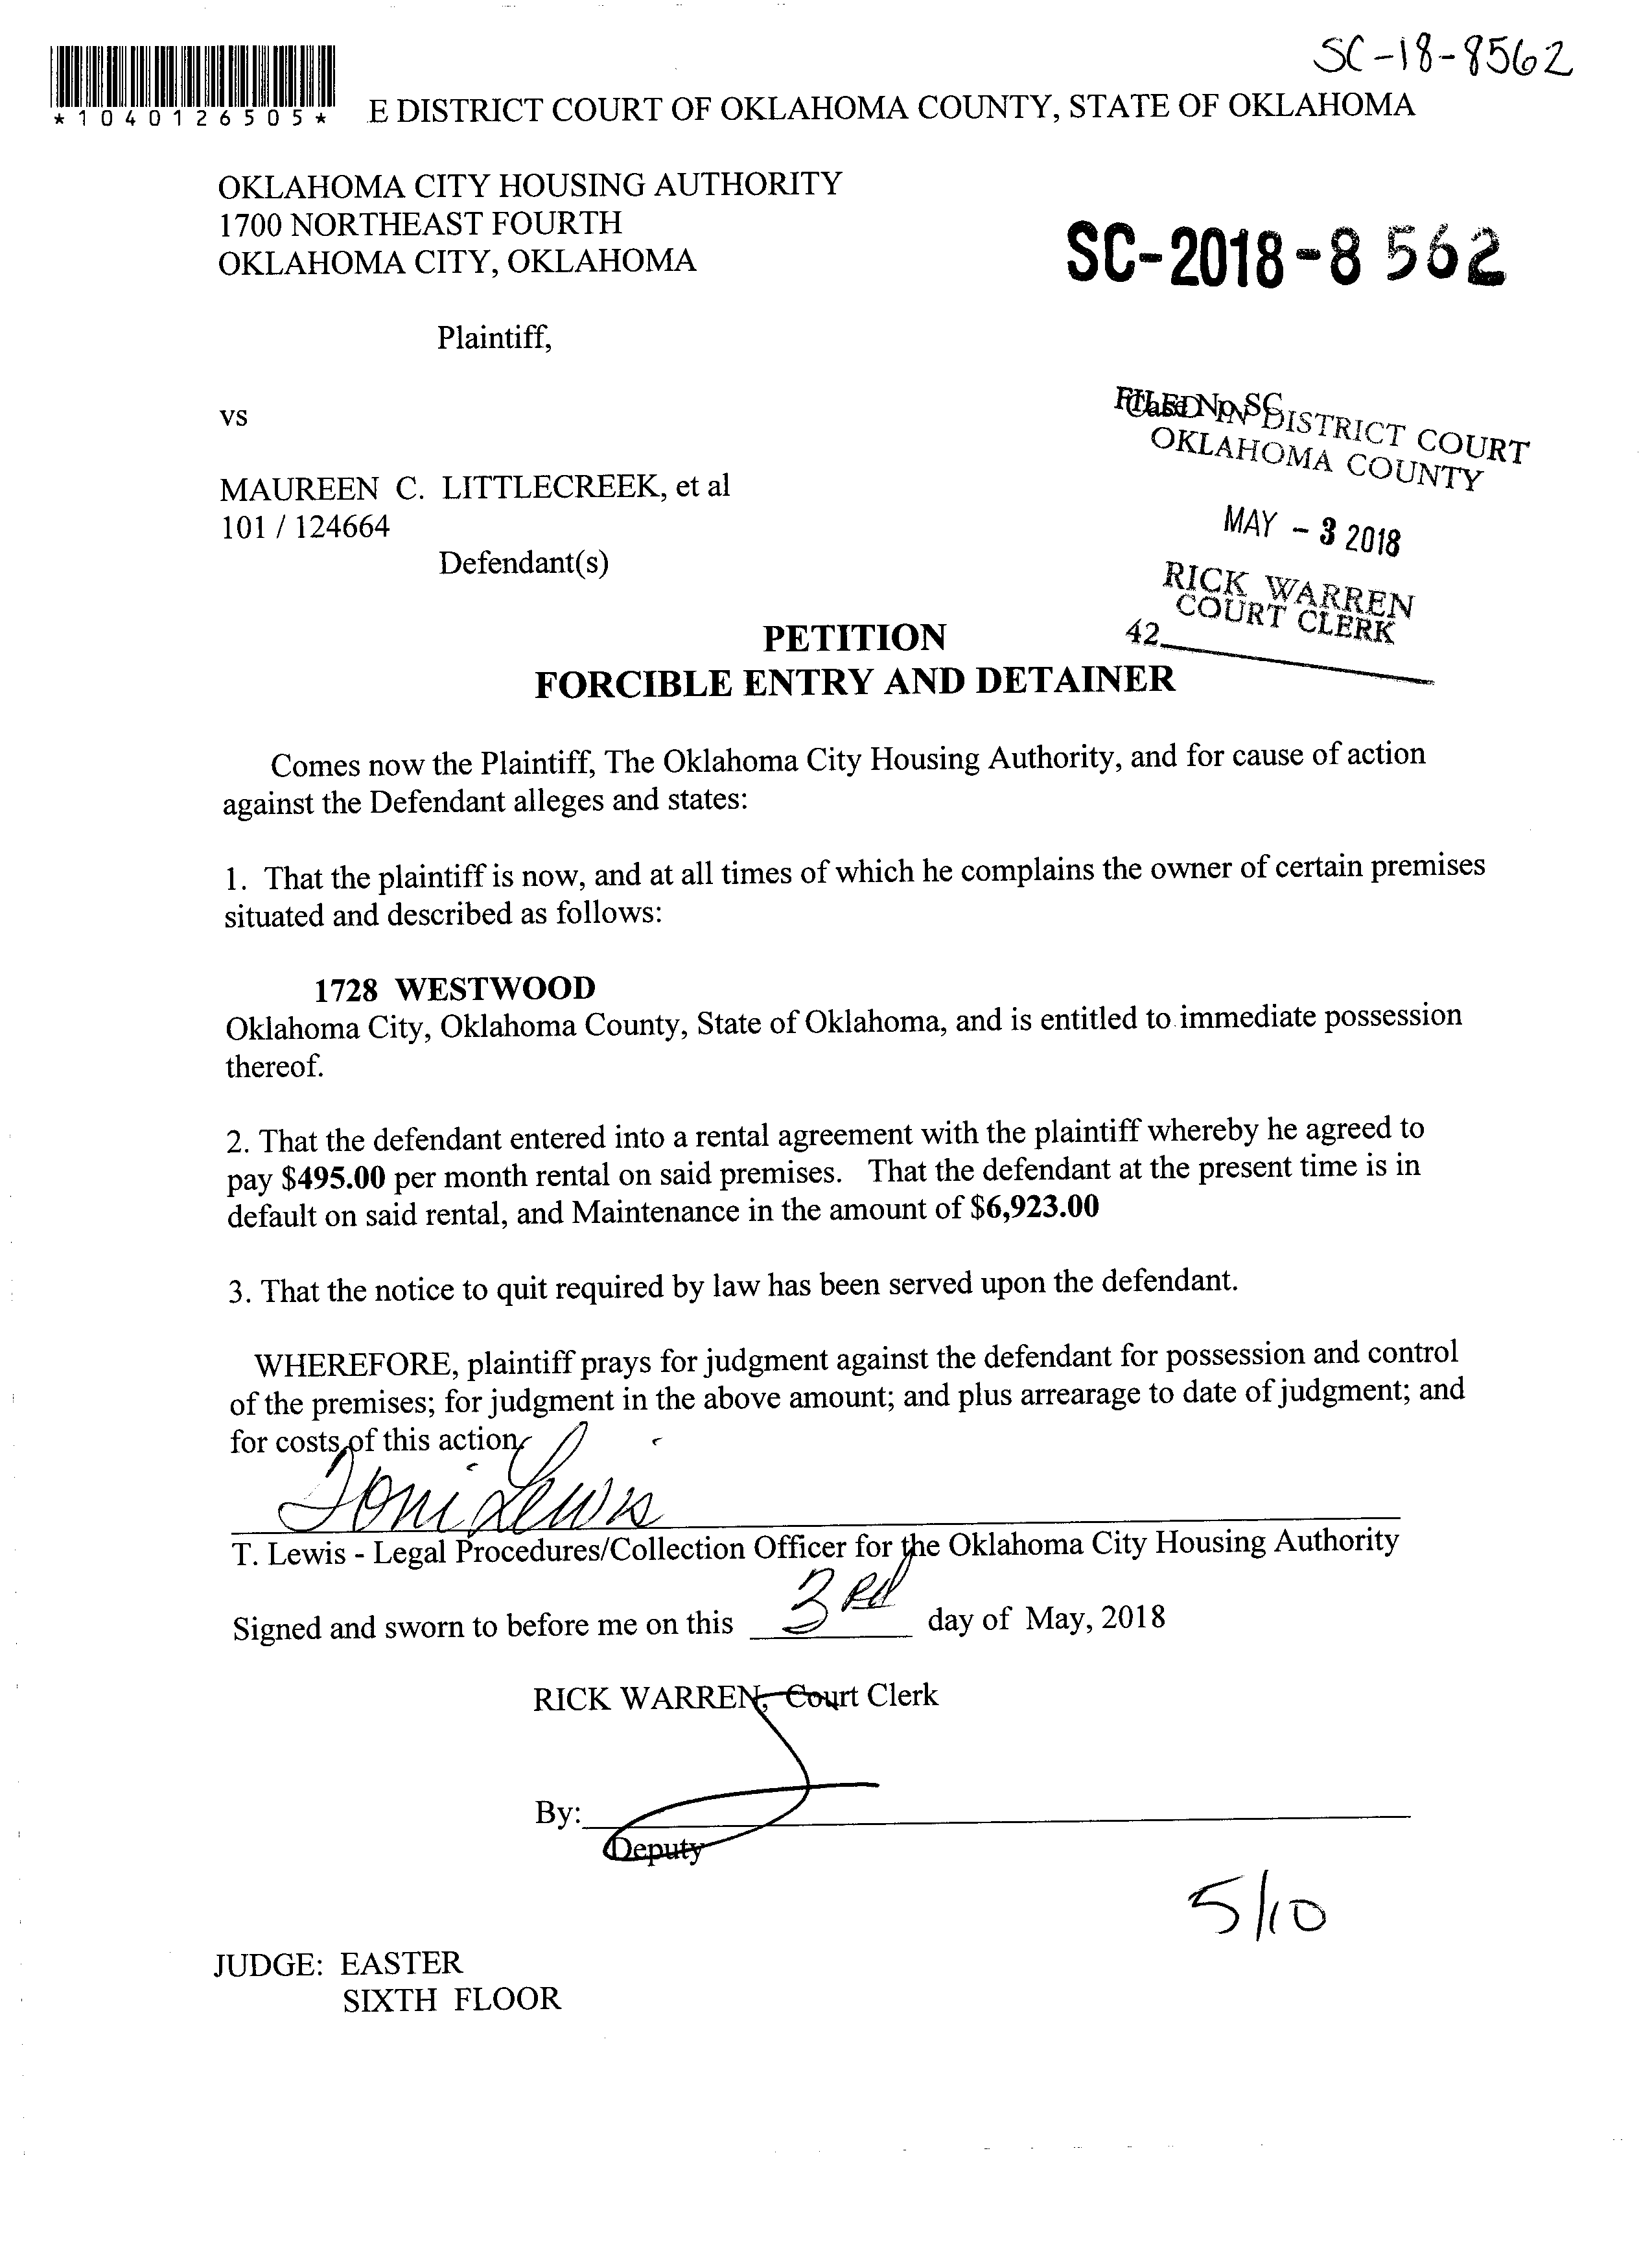 SC-18-8562
*1040126505*
E DISTRICT COURT OF OKLAHOMA COUNTY, STATE OF OKLAHOMA
OKLAHOMA CITY HOUSING AUTHORITY
1700 NORTHEAST FOURTH
OKLAHOMA CITY, OKLAHOMA
SC-2018-8 562
Plaintiff,
vs
Case No. SC
FILED IN DISTRICT COURT
OKLAHOMA COUNTY
MAUREEN C. LITTLECREEK, et al
101 / 124664
MAY - 3 2018
Defendant(s)
RICK WARREN
COURT CLERK
42
PETITION
FORCIBLE ENTRY AND DETAINER
Comes now the Plaintiff, The Oklahoma City Housing Authority, and for cause of action
against the Defendant alleges and states:
1. That the plaintiff is now, and at all times of which he complains the owner of certain premises
situated and described as follows:
1728 WESTWOOD
Oklahoma City, Oklahoma County, State of Oklahoma, and is entitled to immediate possession
thereof.
2. That the defendant entered into a rental agreement with the plaintiff whereby he agreed to
pay $495.00 per month rental on said premises. That the defendant at the present time is in
default on said rental, and Maintenance in the amount of $6,923.00
3. That the notice to quit required by law has been served upon the defendant.
WHEREFORE, plaintiff prays for judgment against the defendant for possession and control
of the premises; for judgment in the above amount; and plus arrearage to date of judgment; and
for costs of this action.
Toni Lewis
T. Lewis - Legal Procedures/Collection Officer for the Oklahoma City Housing Authority
Signed and sworn to before me on this 3rd day of May, 2018
RICK WARREN, Court Clerk
By:
Deputy
5/10
JUDGE: EASTER
SIXTH FLOOR